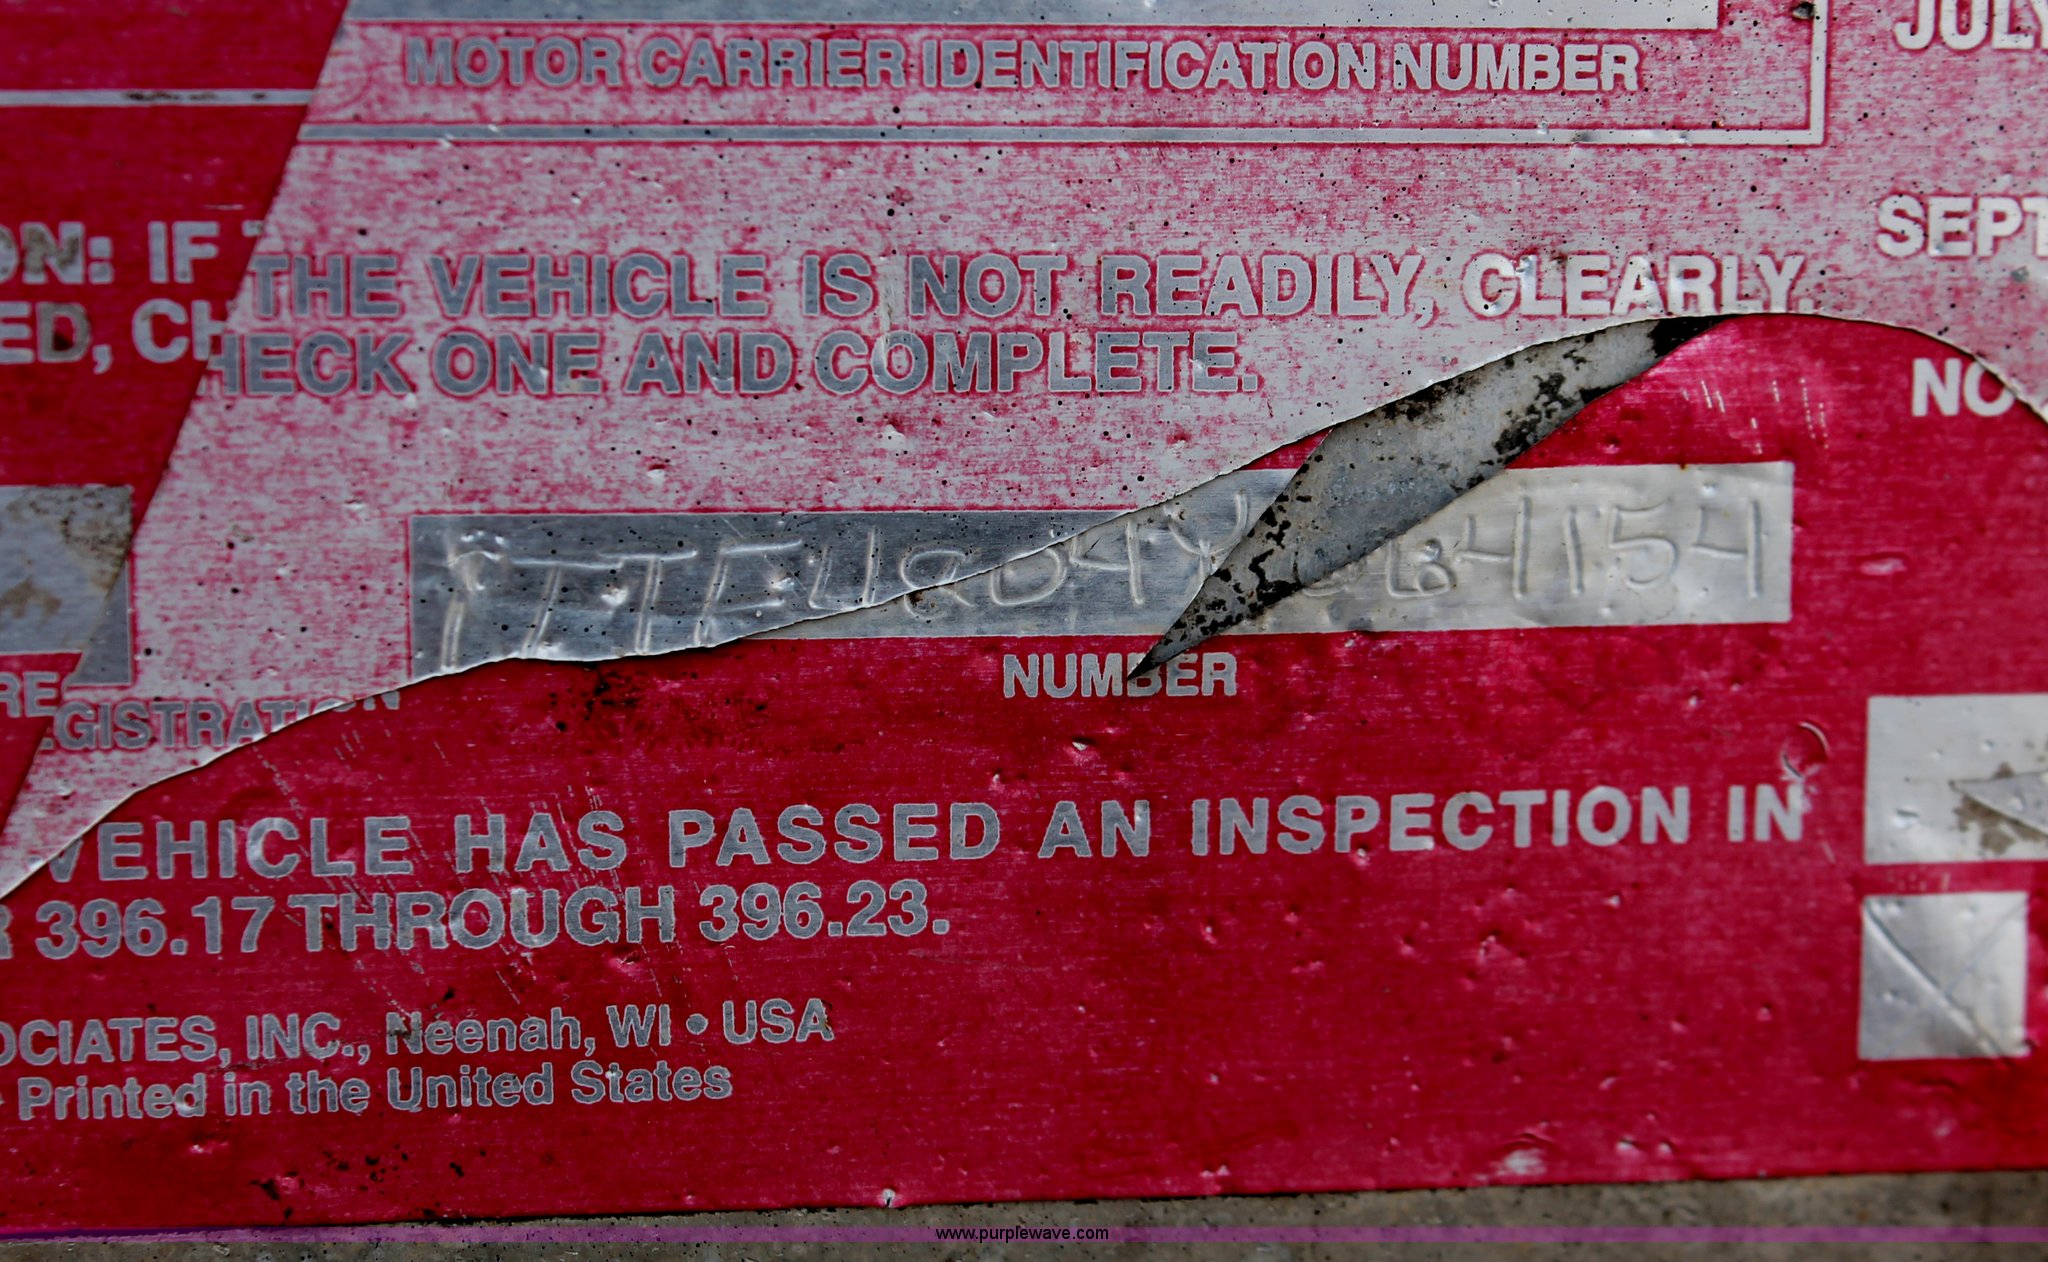 JULY
MOTOR CARRIER IDENTIFICATION NUMBER
SEPT
ON: IF THE VEHICLE IS NOT READILY, CLEARLY,
ED, CHECK ONE AND COMPLETE.
NO
REGISTRATION
NUMBER
VEHICLE HAS PASSED AN INSPECTION IN
R 396.17 THROUGH 396.23.
OCIATES, INC., Neenah, WI • USA
Printed in the United States
www.purplewave.com